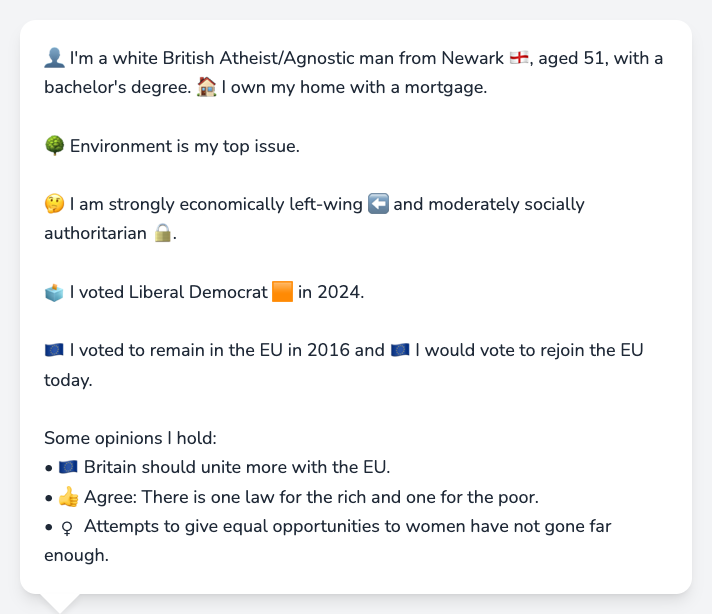 👤 I'm a white British Atheist/Agnostic man from Newark 🏴󠁧󠁢󠁥󠁮󠁧󠁿, aged 51, with a
bachelor's degree. 🏠 I own my home with a mortgage.
🌳 Environment is my top issue.
🤔 I am strongly economically left-wing ⬅️ and moderately socially
authoritarian 🔒.
🗳️ I voted Liberal Democrat 🟧 in 2024.
🇪🇺 I voted to remain in the EU in 2016 and 🇪🇺 I would vote to rejoin the EU
today.
Some opinions I hold:
• 🇪🇺 Britain should unite more with the EU.
• 👍 Agree: There is one law for the rich and one for the poor.
• ♀ Attempts to give equal opportunities to women have not gone far
enough.